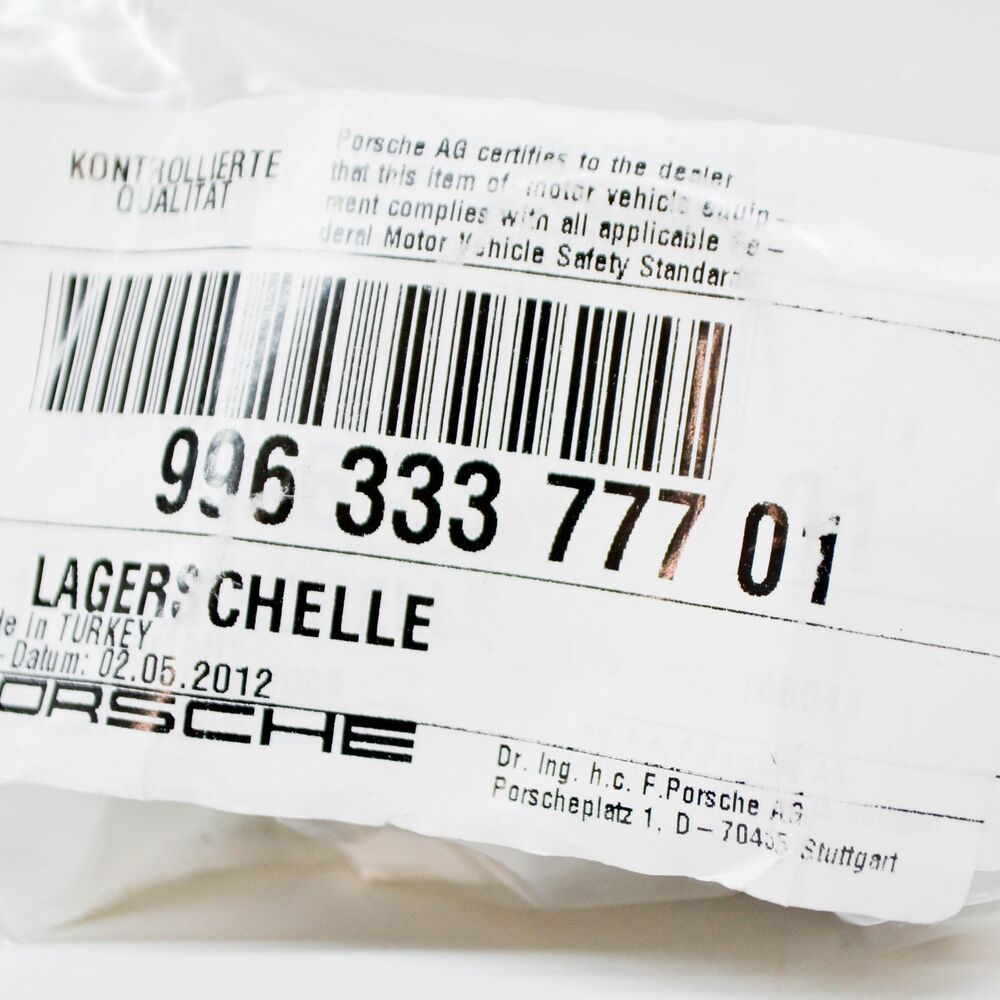 KONTROLLIERTE
QUALITÄT
Porsche AG certifies to the dealer
that this item of motor vehicle equip-
ment complies with all applicable Fe-
deral Motor Vehicle Safety Standards
996 333 777 01
LAGERSCHELLE
de in TURKEY
- Datum: 02.05.2012
PORSCHE
Dr. Ing. h.c. F.Porsche AG
Porscheplatz 1, D-70435 Stuttgart